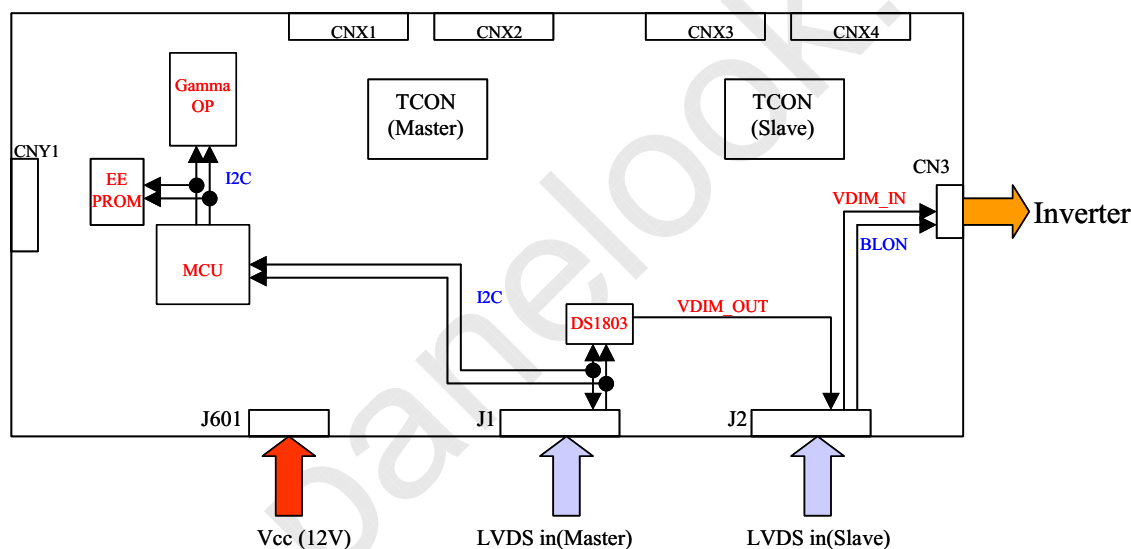 CNX1
CNX2
CNX3
CNX4
Gamma
OP
TCON
(Master)
TCON
(Slave)
CNY1
EE
PROM
I2C
CN3
VDIM_IN
Inverter
BLON
MCU
I2C
DS1803
VDIM_OUT
J601
J1
J2
Vcc (12V)
LVDS in(Master)
LVDS in(Slave)
panelook.